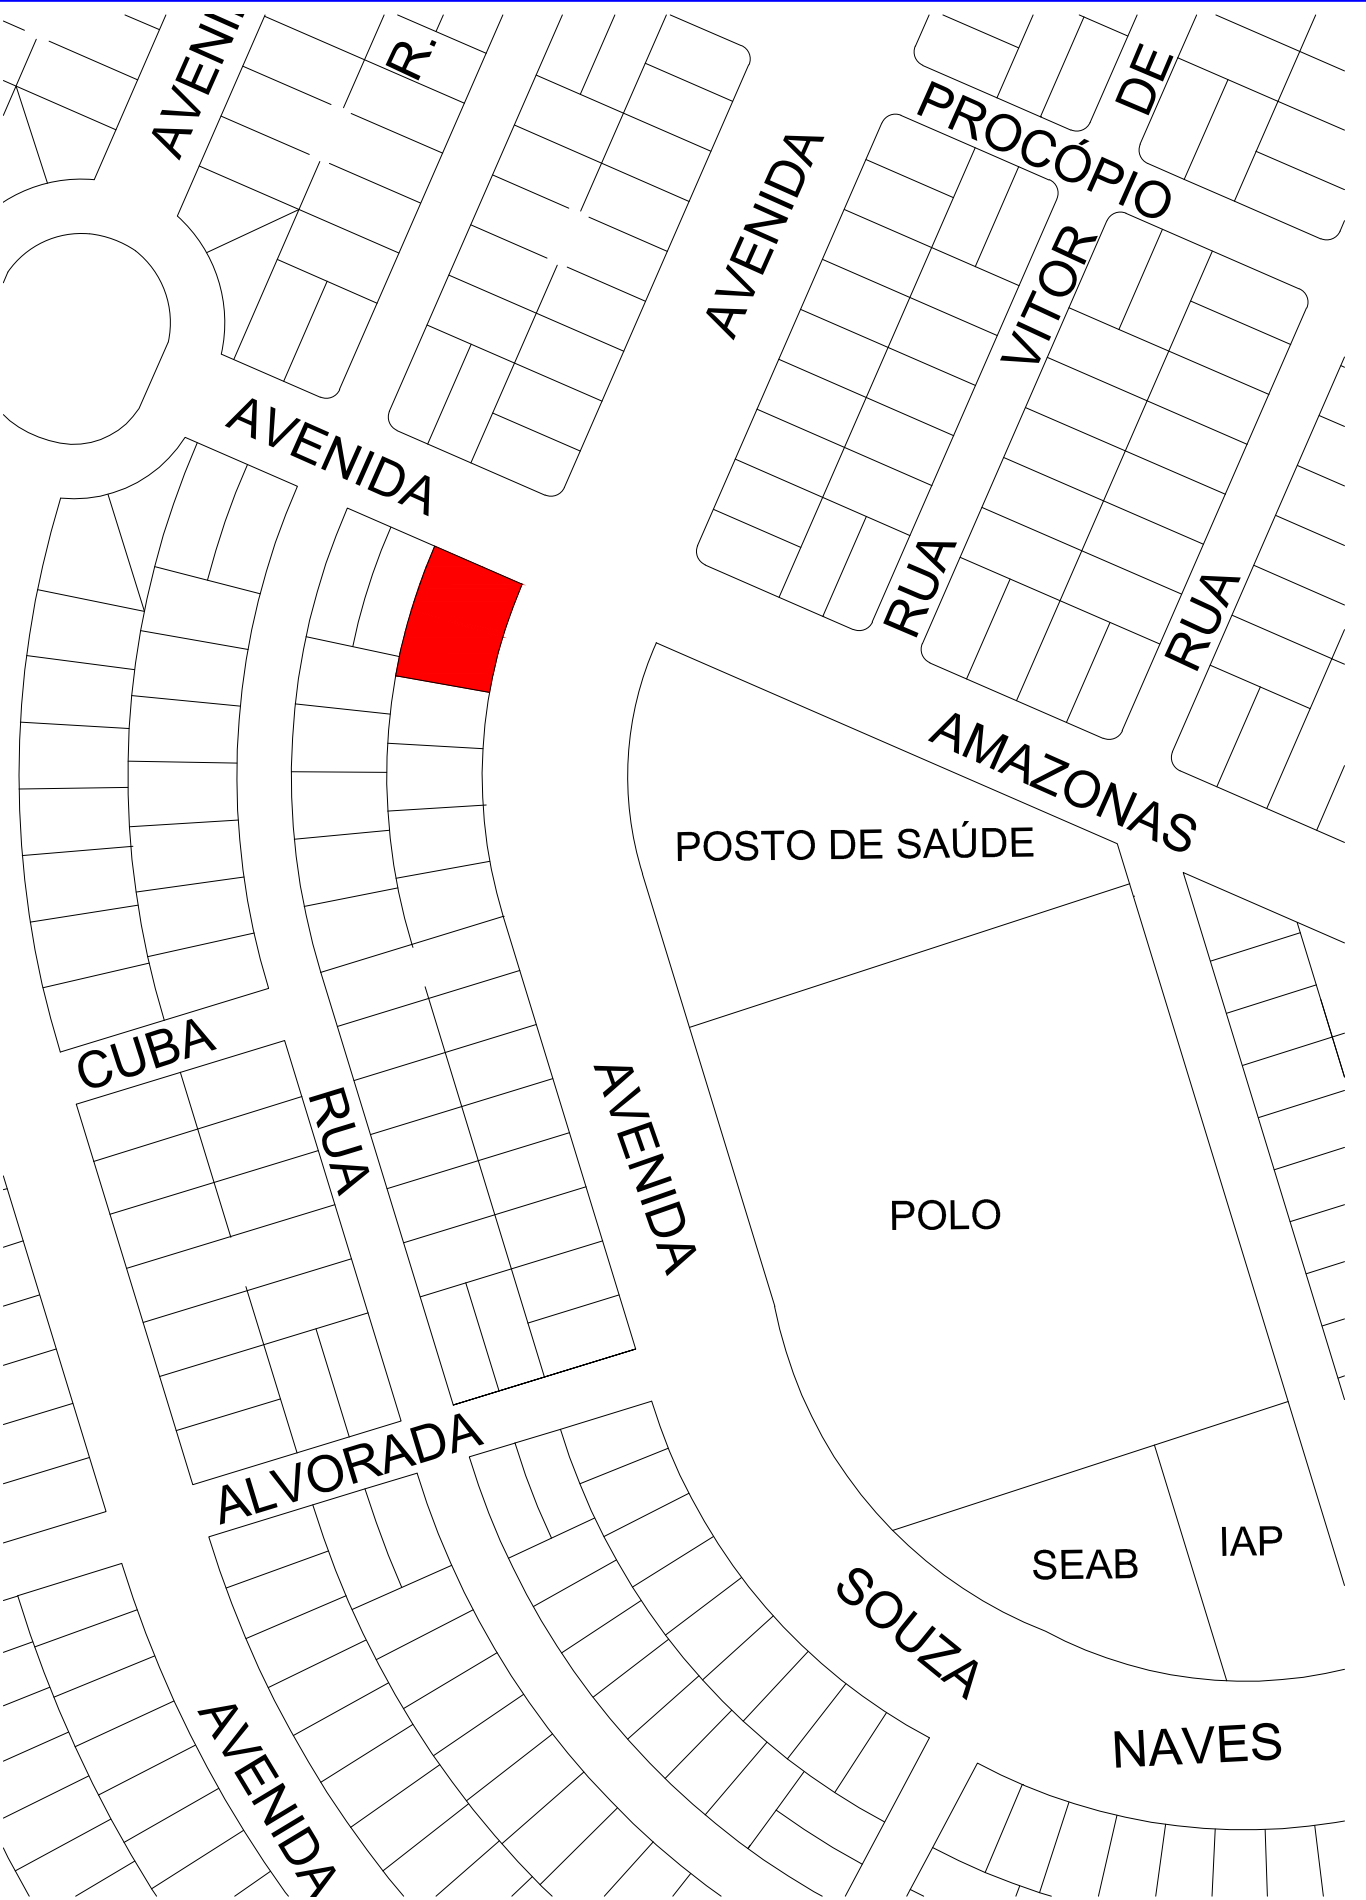 AVENI
R.
DE
PROCÓPIO
AVENIDA
VITOR
AVENIDA
RUA
RUA
AMAZONAS
POSTO DE SAÚDE
CUBA
RUA
AVENIDA
POLO
ALVORADA
SEAB
IAP
SOUZA
NAVES
AVENIDA